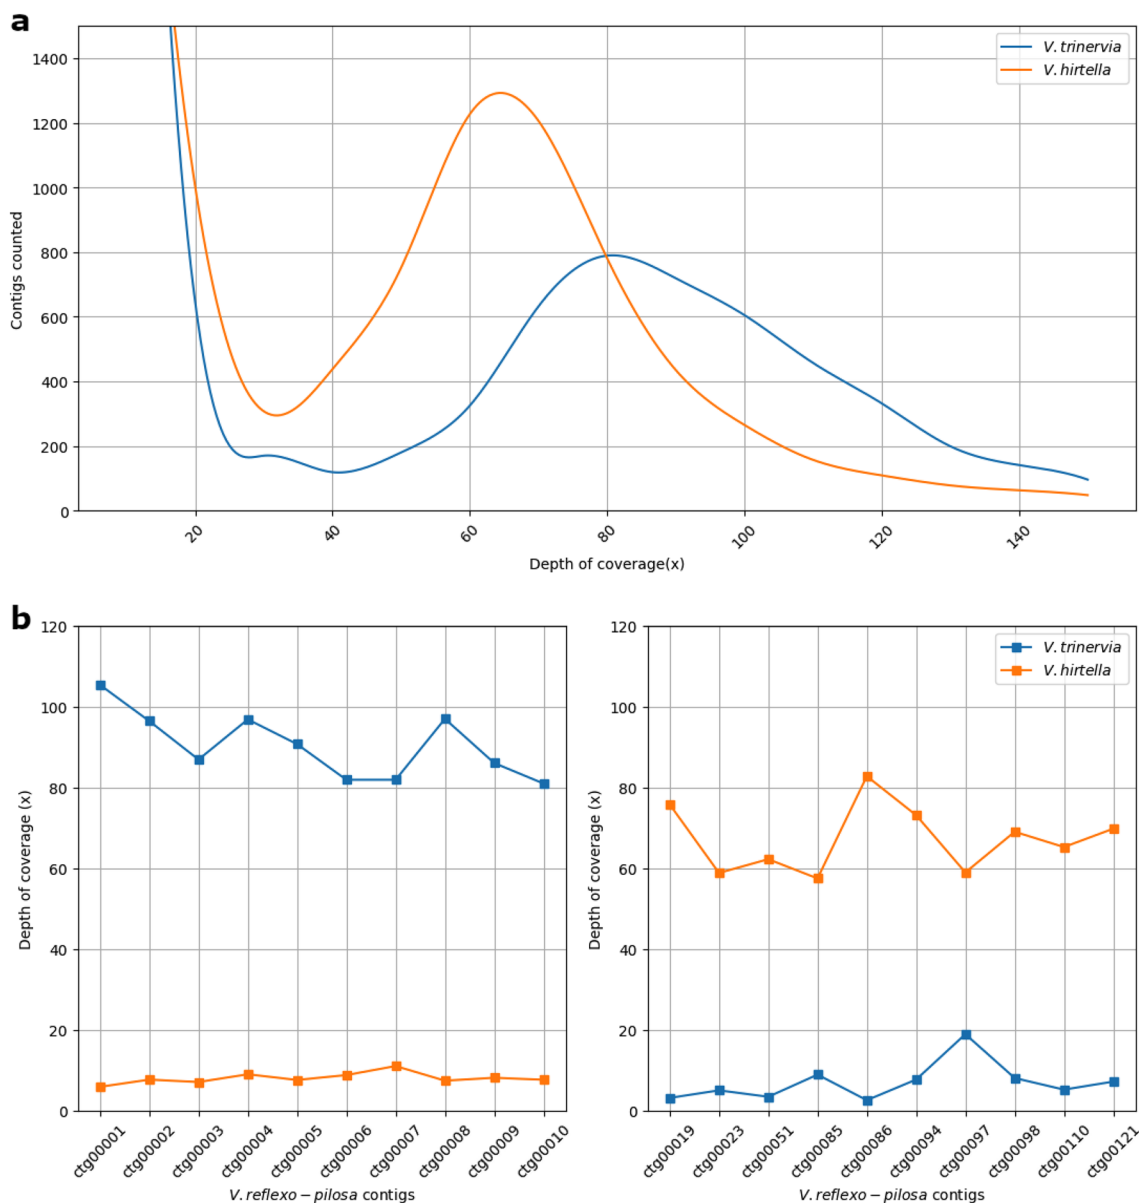 a
1400
1200
1000
800
600
400
200
0
Contigs counted
V. trinervia
V. hirtella
20 40 60 80 100 120 140
Depth of coverage(x)
b
120
100
80
60
40
20
0
Depth of coverage (x)
ctg00001 ctg00002 ctg00003 ctg00004 ctg00005 ctg00006 ctg00007 ctg00008 ctg00009 ctg00010
V. reflexo − pilosa contigs
120
100
80
60
40
20
0
Depth of coverage (x)
V. trinervia
V. hirtella
ctg00019 ctg00023 ctg00051 ctg00085 ctg00086 ctg00094 ctg00097 ctg00098 ctg00110 ctg00121
V. reflexo − pilosa contigs